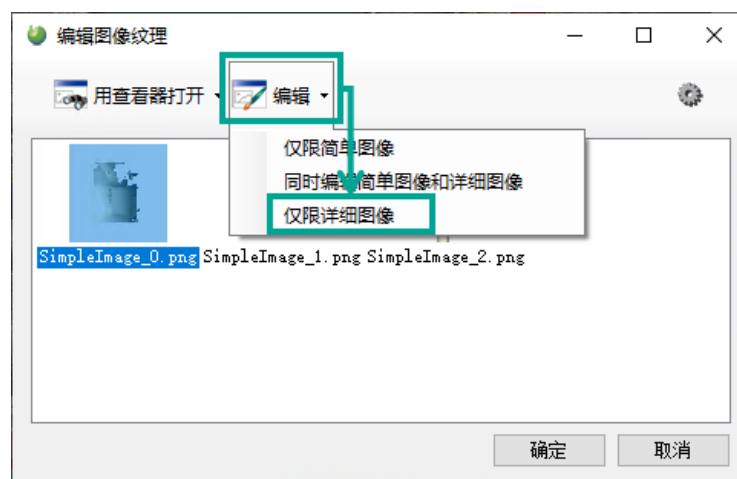 编辑图像纹理
用查看器打开 编辑
仅限简单图像
同时编辑简单图像和详细图像
仅限详细图像
SimpleImage_0.png SimpleImage_1.png SimpleImage_2.png
确定 取消